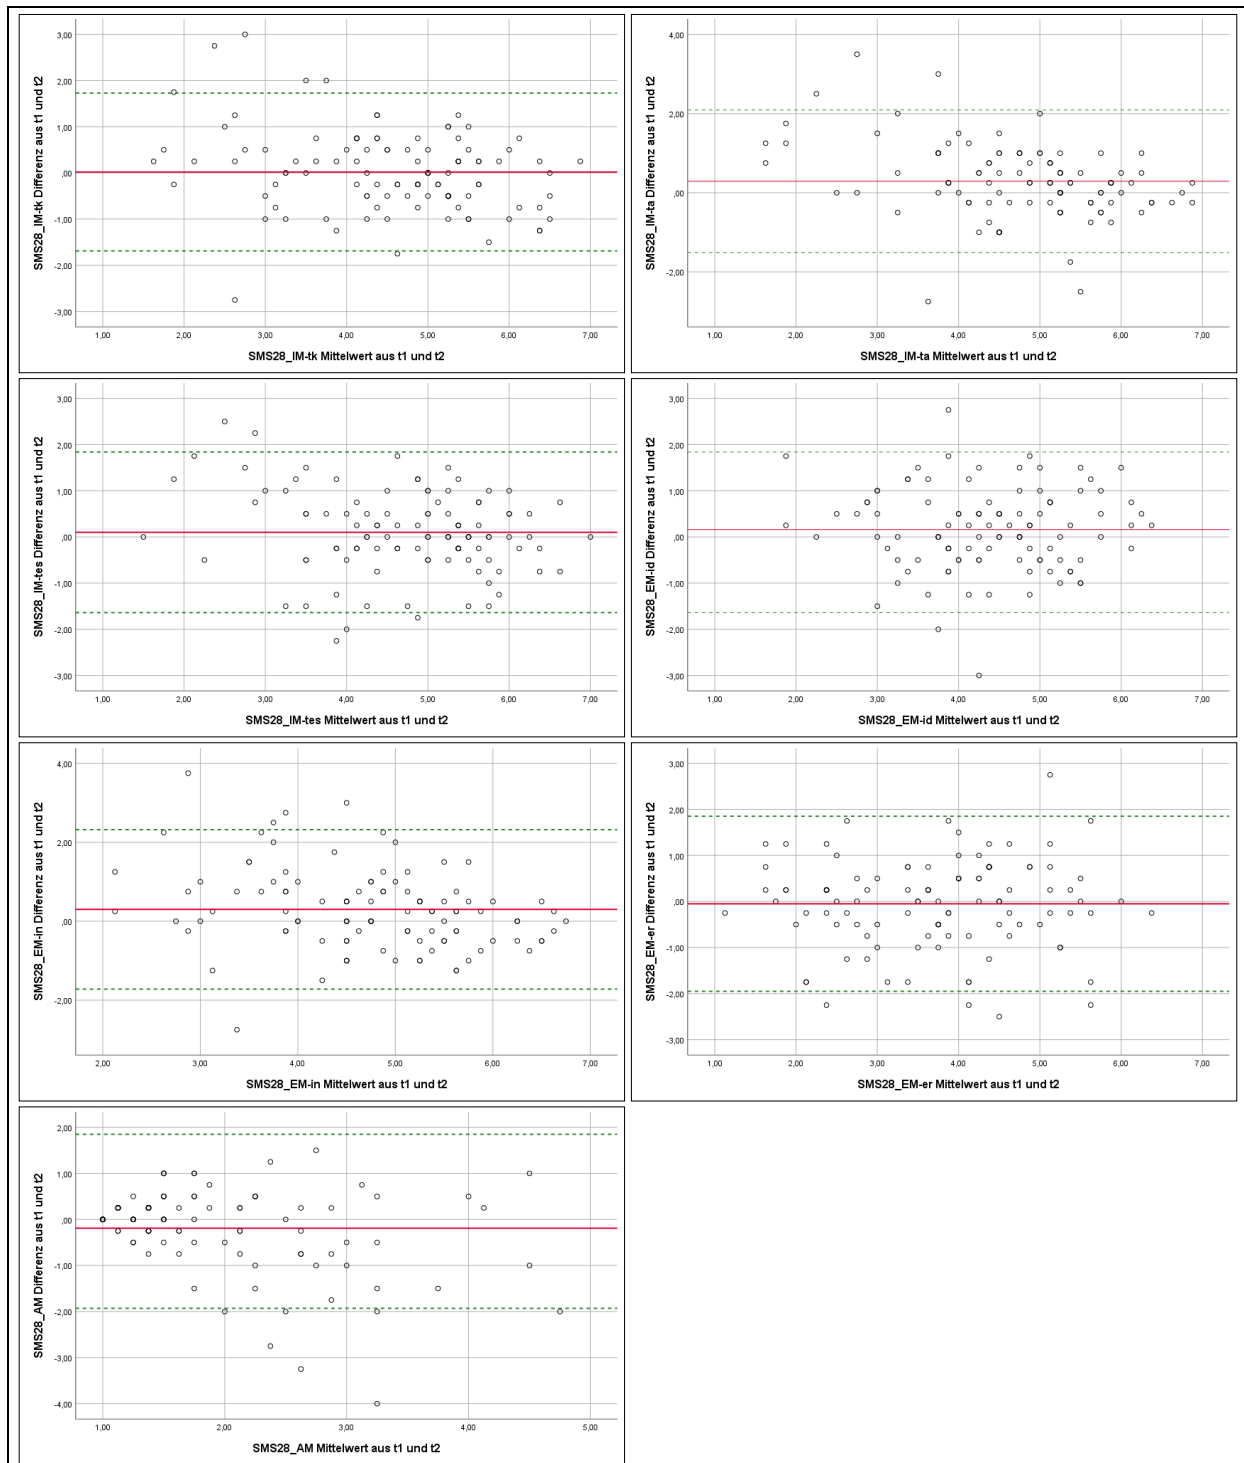 3,00
2,00
1,00
,00
-1,00
-2,00
-3,00
SMS28_IM-tk Differenz aus t1 und t2
1,00 2,00 3,00 4,00 5,00 6,00 7,00
SMS28_IM-tk Mittelwert aus t1 und t2
4,00
2,00
,00
-2,00
SMS28_IM-ta Differenz aus t1 und t2
1,00 2,00 3,00 4,00 5,00 6,00 7,00
SMS28_IM-ta Mittelwert aus t1 und t2
3,00
2,00
1,00
,00
-1,00
-2,00
-3,00
SMS28_IM-tes Differenz aus t1 und t2
1,00 2,00 3,00 4,00 5,00 6,00 7,00
SMS28_IM-tes Mittelwert aus t1 und t2
3,00
2,00
1,00
,00
-1,00
-2,00
-3,00
SMS28_EM-id Differenz aus t1 und t2
1,00 2,00 3,00 4,00 5,00 6,00 7,00
SMS28_EM-id Mittelwert aus t1 und t2
4,00
2,00
,00
-2,00
SMS28_EM-in Differenz aus t1 und t2
2,00 3,00 4,00 5,00 6,00 7,00
SMS28_EM-in Mittelwert aus t1 und t2
3,00
2,00
1,00
,00
-1,00
-2,00
-3,00
SMS28_EM-er Differenz aus t1 und t2
1,00 2,00 3,00 4,00 5,00 6,00 7,00
SMS28_EM-er Mittelwert aus t1 und t2
2,00
1,00
,00
-1,00
-2,00
-3,00
-4,00
SMS28_AM Differenz aus t1 und t2
1,00 2,00 3,00 4,00 5,00
SMS28_AM Mittelwert aus t1 und t2